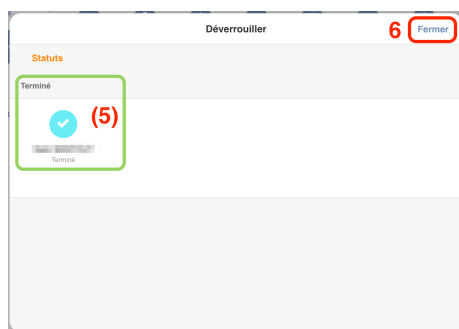 Déverrouiller
6 Fermer
Statuts
Terminé
(5)
Terminé